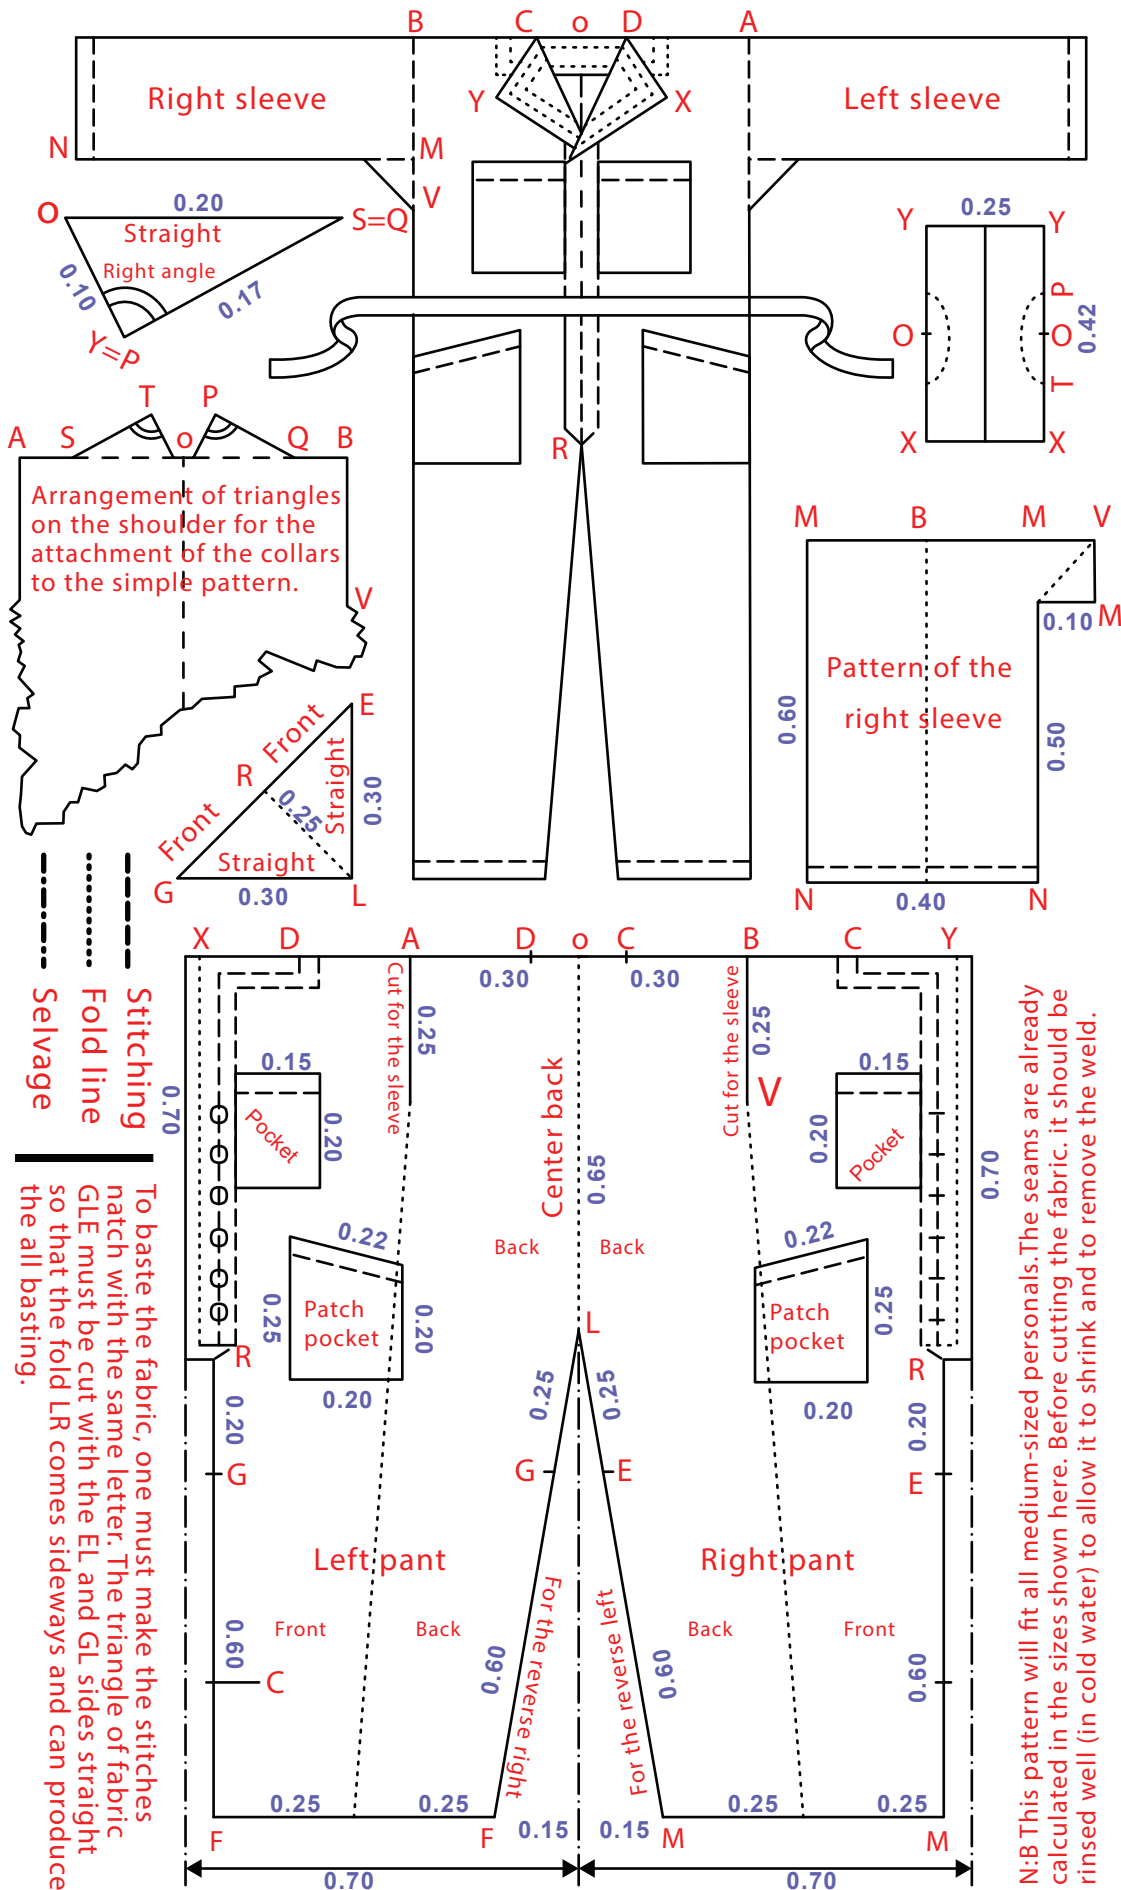 B C o D A
Right sleeve
Left sleeve
Y X
N M
V
0.20
O S=Q
Straight
Right angle
0.10
0.17
Y=P
0.25
Y Y
P
O O
0.42
T
X X
T P
A S o Q B
R
Arrangement of triangles
on the shoulder for the
attachment of the collars
to the simple pattern.
V
M B M V
0.10 M
Pattern of the
right sleeve
0.60
0.50
N N
0.40
E
Front
R
Straight
0.30
0.25
Front
Straight
G L
0.30
Stitching
Fold line
Selvage
X D A D o C B C Y
0.30 0.30
Cut for the sleeve
0.25
Cut for the sleeve
0.25
V
0.70
0.15
0.20
Pocket
Center back
0.65
0.15
0.20
Pocket
0.70
Back Back
0.22
0.25
Patch
pocket
0.20
0.20
0.22
Patch
pocket
0.25
0.20
L
R R
0.20
0.25
0.25
0.20
G G E E
Left pant
Right pant
For the reverse right
For the reverse left
Front Back Back Front
0.60
0.60
0.60
0.60
C
0.25 0.25 0.25 0.25
F F 0.15 0.15 M M
0.70 0.70
To baste the fabric, one must make the stitches
natch with the same letter. The triangle of fabric
GLE must be cut with the EL and GL sides straight
so that the fold LR comes sideways and can produce
the all basting.
N:B This pattern will fit all medium-sized personals.The seams are already
calculated in the sizes shown here. Before cutting the fabric. it should be
rinsed well (in cold water) to allow it to shrink and to remove the weld.